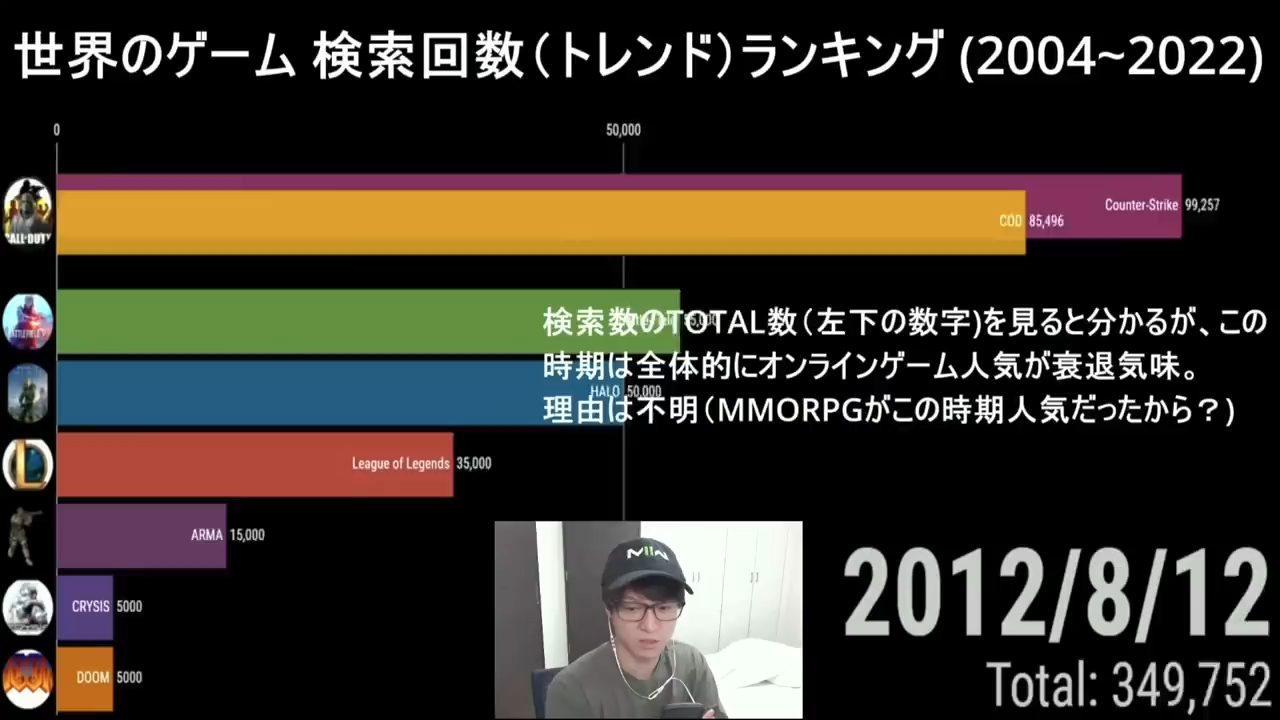 世界のゲーム 検索回数（トレンド）ランキング (2004~2022)
0
50,000
Counter-Strike 99,257
COD 85,496
CALL·DUTY
検索数のTOTAL数（左下の数字)を見ると分かるが、この
時期は全体的にオンラインゲーム人気が衰退気味。
理由は不明（MMORPGがこの時期人気だったから？)
HALO 50,000
League of Legends 35,000
ARMA 15,000
CRYSIS 5000
DOOM 5000
2012/8/12
Total: 349,752